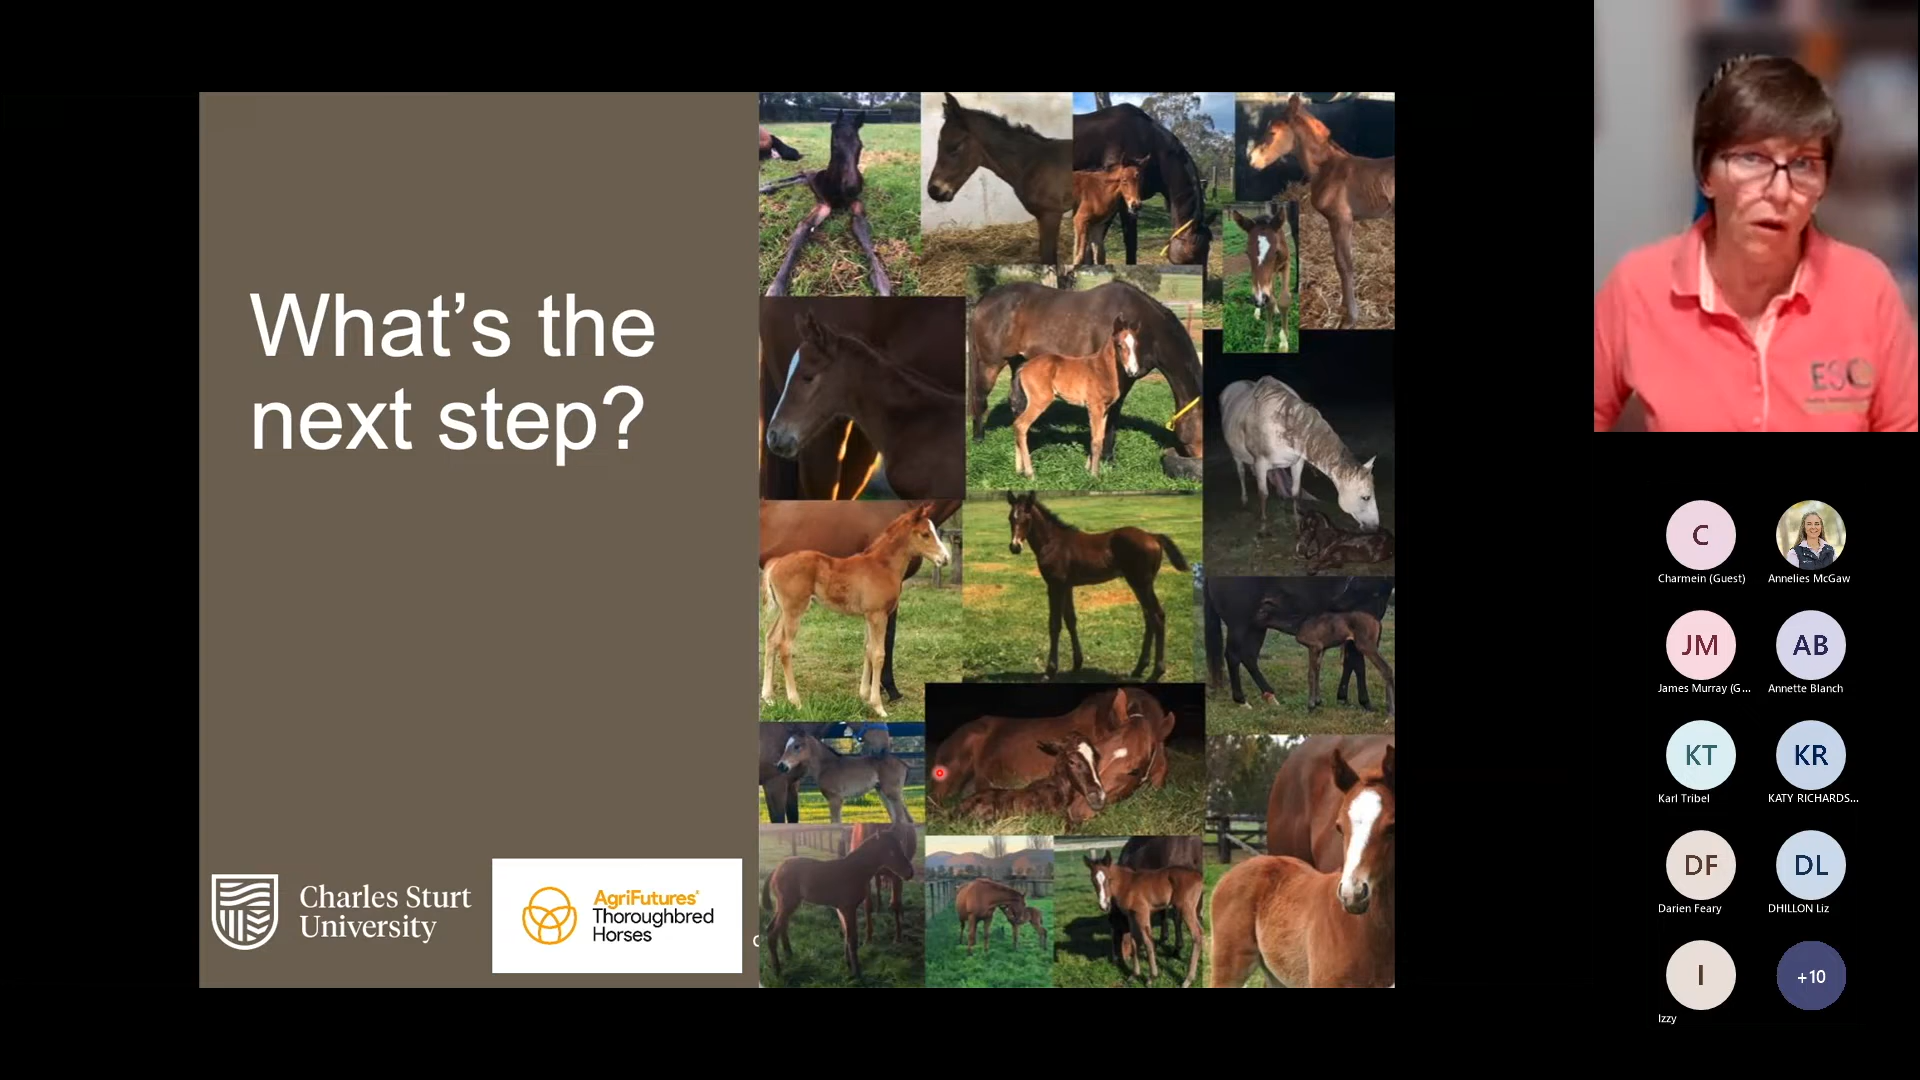 What’s the
next step?
Charles Sturt
University
AgriFutures®
Thoroughbred
Horses
C
Charmein (Guest)
Annelies McGaw
JM
James Murray (G...
AB
Annette Blanch
KT
Karl Tribel
KR
KATY RICHARDS...
DF
Darien Feary
DL
DHILLON Liz
I
Izzy
+10